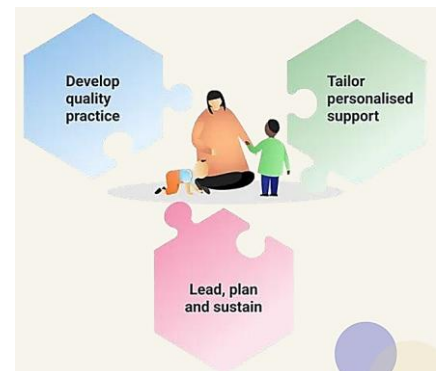 Develop
quality
practice
Tailor
personalised
support
Lead, plan
and sustain